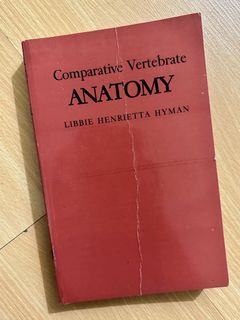 Comparative Vertebrate
ANATOMY
LIBBIE HENRIETTA HYMAN